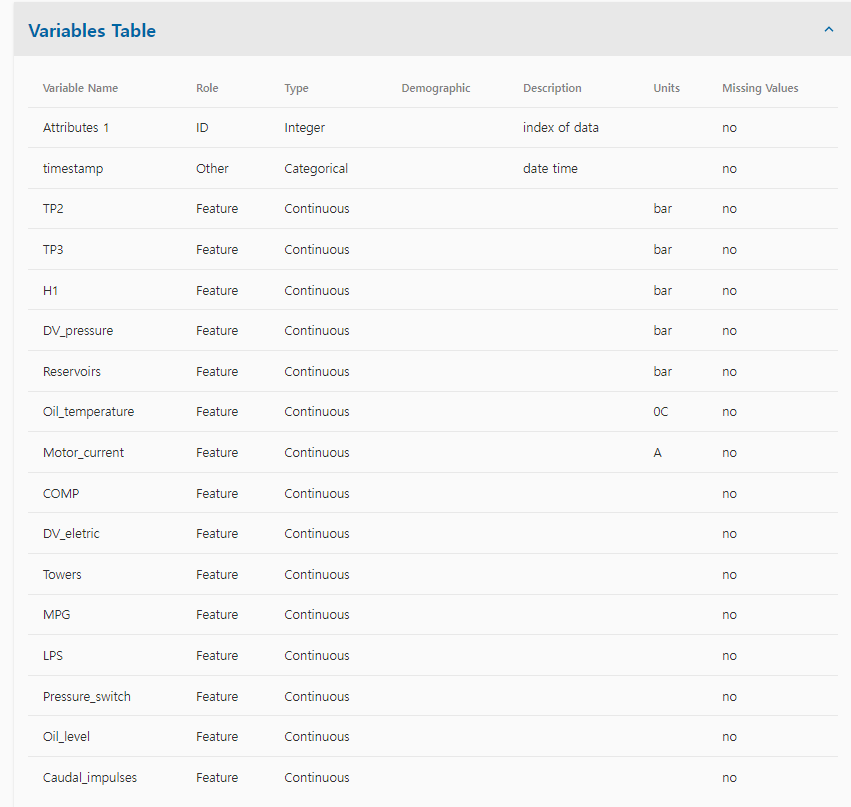 Variables Table
Variable Name Role Type Demographic Description Units Missing Values
Attributes 1 ID Integer index of data no
timestamp Other Categorical date time no
TP2 Feature Continuous bar no
TP3 Feature Continuous bar no
H1 Feature Continuous bar no
DV_pressure Feature Continuous bar no
Reservoirs Feature Continuous bar no
Oil_temperature Feature Continuous 0C no
Motor_current Feature Continuous A no
COMP Feature Continuous no
DV_eletric Feature Continuous no
Towers Feature Continuous no
MPG Feature Continuous no
LPS Feature Continuous no
Pressure_switch Feature Continuous no
Oil_level Feature Continuous no
Caudal_impulses Feature Continuous no